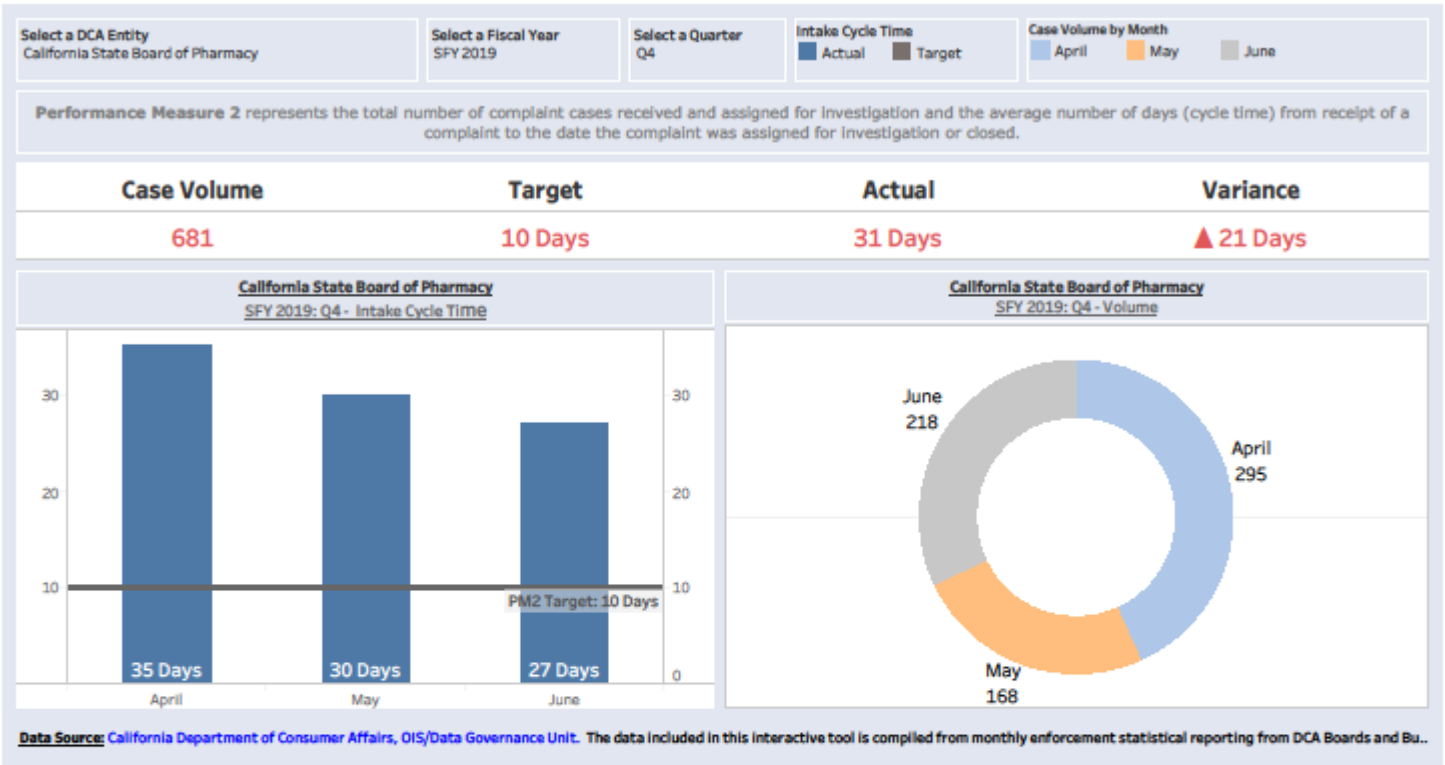 Select a DCA Entity
California State Board of Pharmacy
Select a Fiscal Year
SFY 2019
Select a Quarter
Q4
Intake Cycle Time
Actual Target
Case Volume by Month
April May June
Performance Measure 2 represents the total number of complaint cases received and assigned for investigation and the average number of days (cycle time) from receipt of a
complaint to the date the complaint was assigned for investigation or closed.
Case Volume Target Actual Variance
681 10 Days 31 Days ▲ 21 Days
California State Board of Pharmacy
SFY 2019: Q4 - Intake Cycle Time
30 30
20 20
10 10
PM2 Target: 10 Days
35 Days 30 Days 27 Days
0
April May June
California State Board of Pharmacy
SFY 2019: Q4 - Volume
June
218
April
295
May
168
Data Source: California Department of Consumer Affairs, OIS/Data Governance Unit. The data included in this interactive tool is compiled from monthly enforcement statistical reporting from DCA Boards and Bu..